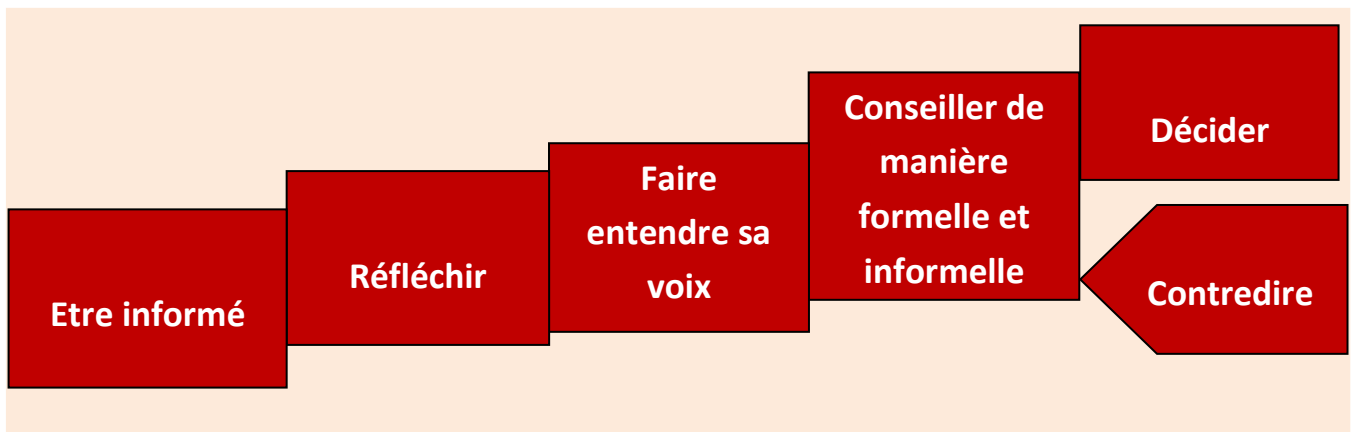 Etre informé
Réfléchir
Faire
entendre sa
voix
Conseiller de
manière
formelle et
informelle
Décider
Contredire